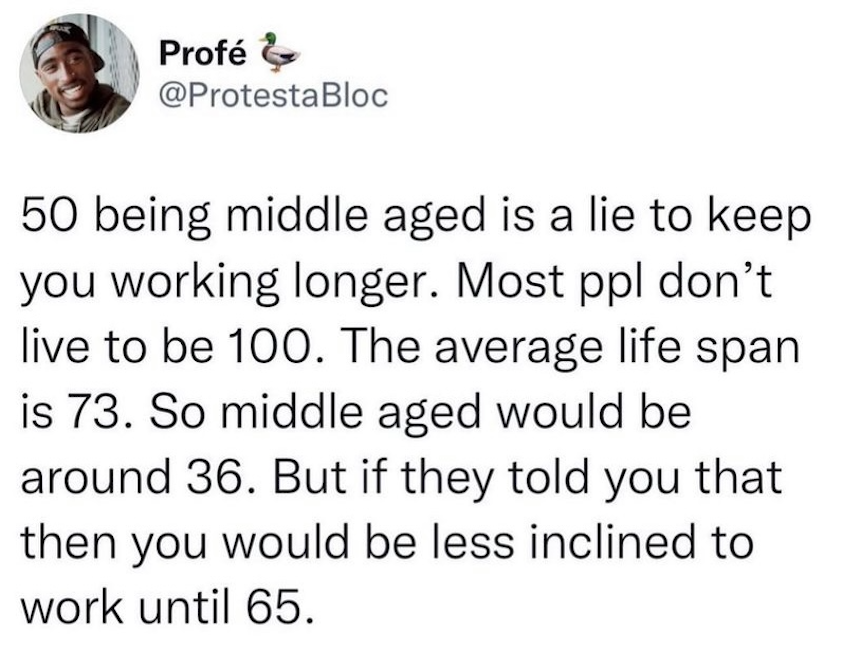 Profé 🦆
@ProtestaBloc
50 being middle aged is a lie to keep
you working longer. Most ppl don’t
live to be 100. The average life span
is 73. So middle aged would be
around 36. But if they told you that
then you would be less inclined to
work until 65.